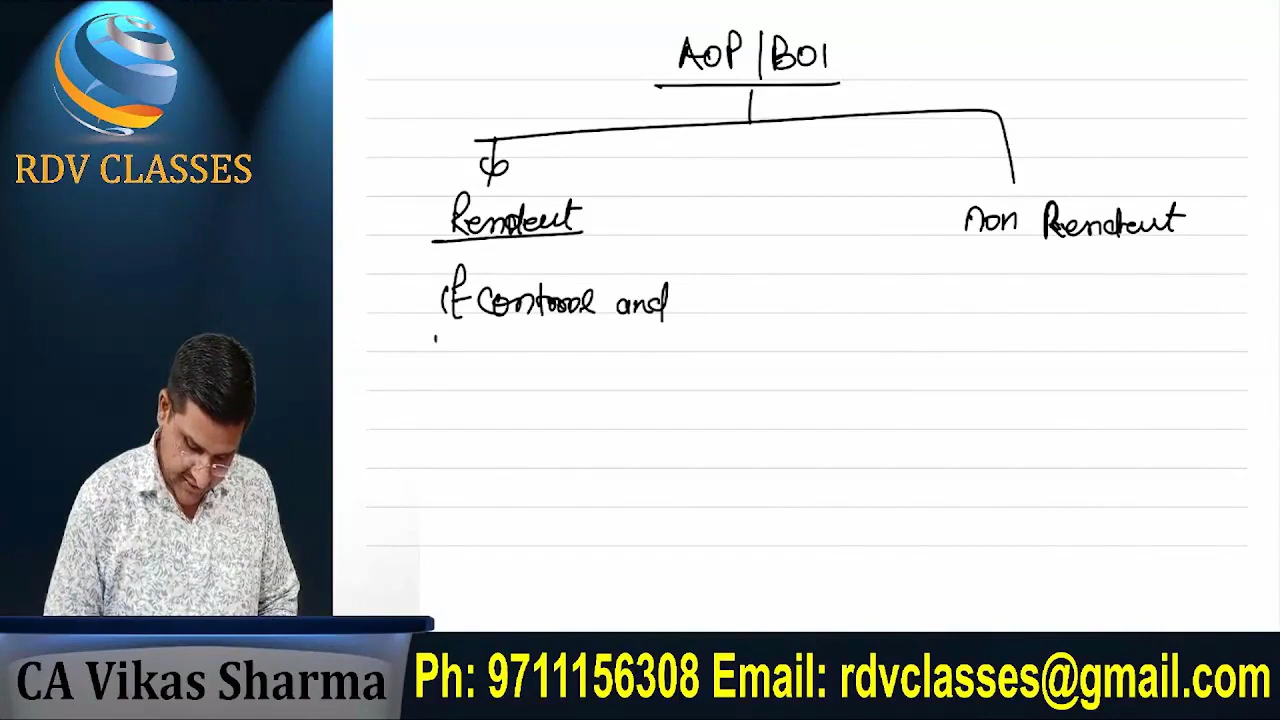 RDV CLASSES
AOP | BOI
Resident
non Resident
if control and
CA Vikas Sharma
Ph: 9711156308 Email: rdvclasses@gmail.com